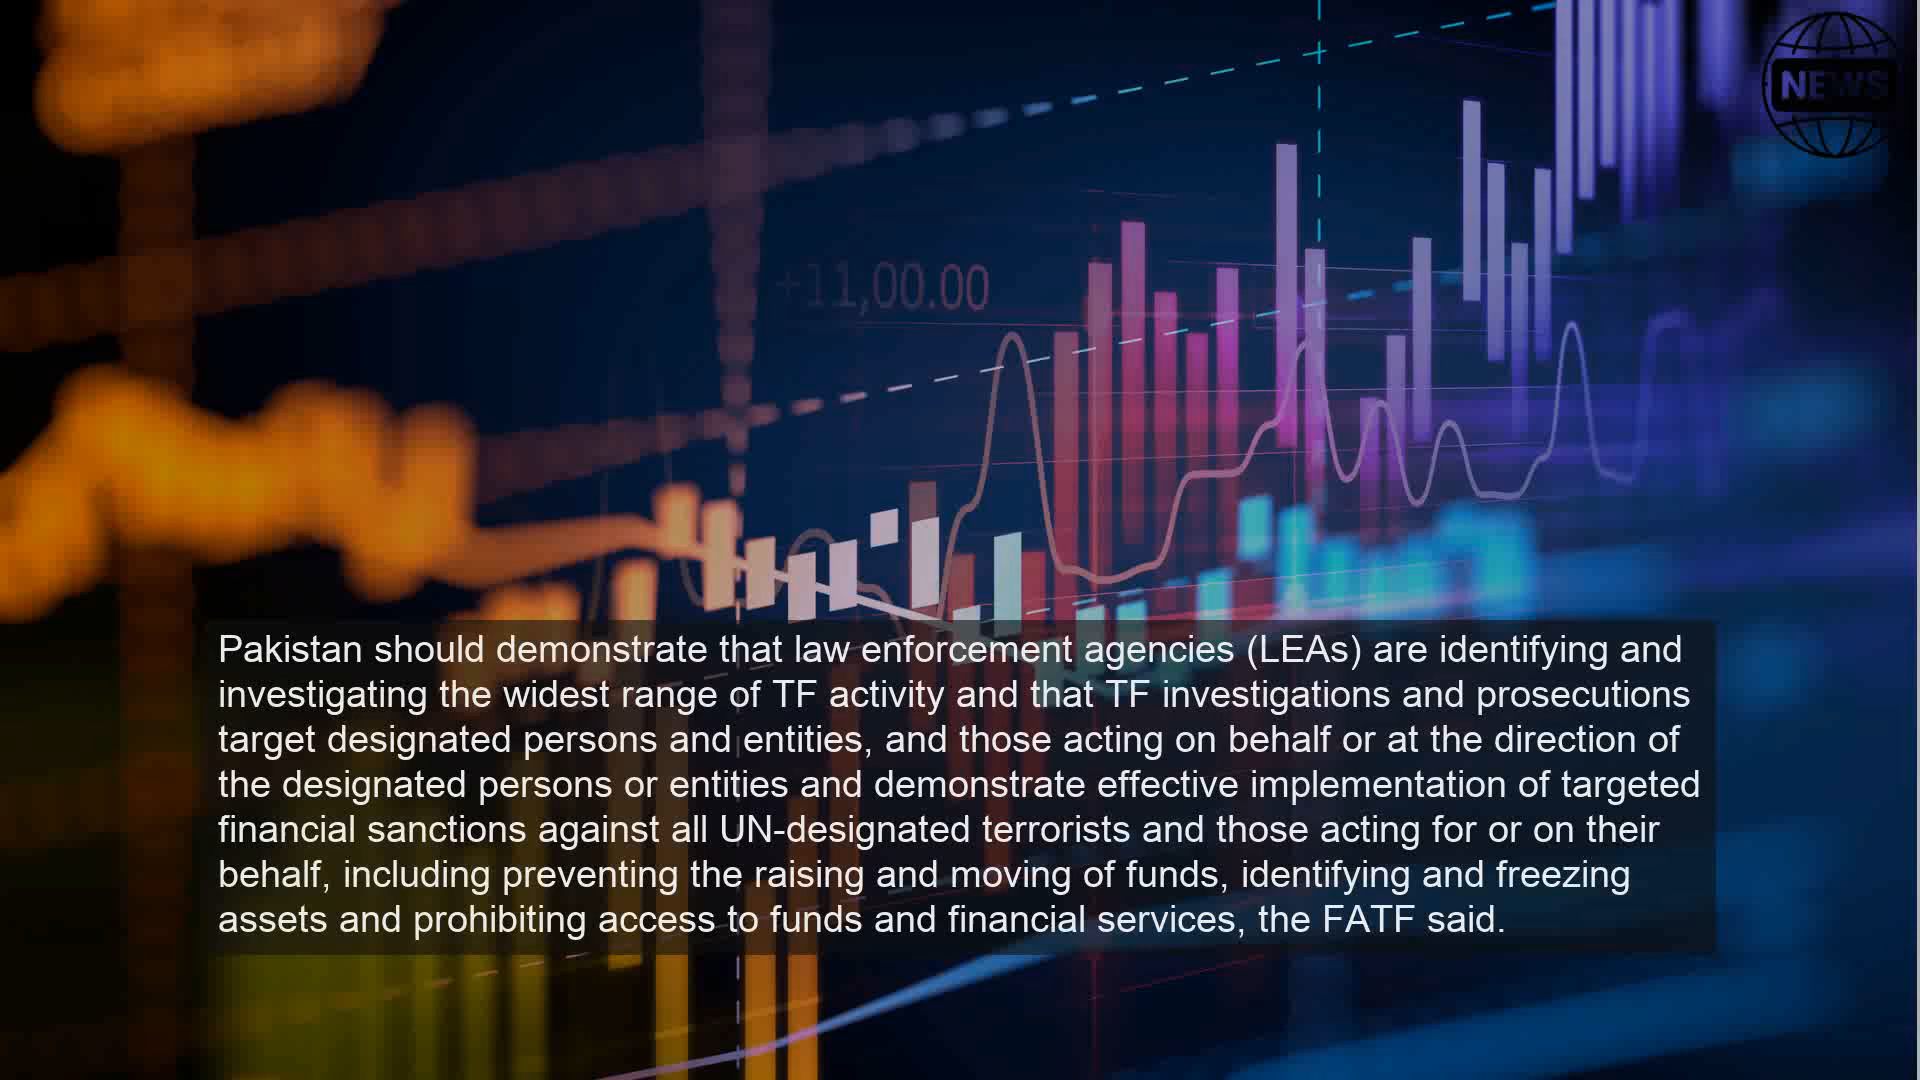 NEWS
+11,00.00
Pakistan should demonstrate that law enforcement agencies (LEAs) are identifying and
investigating the widest range of TF activity and that TF investigations and prosecutions
target designated persons and entities, and those acting on behalf or at the direction of
the designated persons or entities and demonstrate effective implementation of targeted
financial sanctions against all UN-designated terrorists and those acting for or on their
behalf, including preventing the raising and moving of funds, identifying and freezing
assets and prohibiting access to funds and financial services, the FATF said.